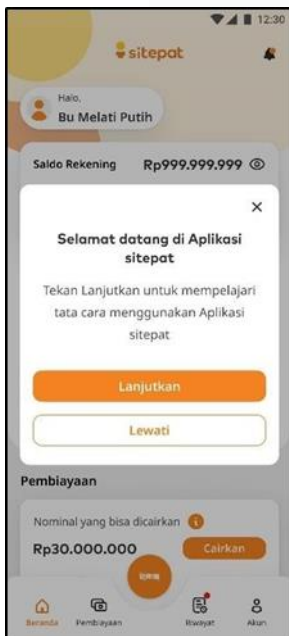 12:30
sitepat
Halo,
Bu Melati Putih
Saldo Rekening Rp999.999.999
Selamat datang di Aplikasi
sitepat
Tekan Lanjutkan untuk mempelajari
tata cara menggunakan Aplikasi
sitepat
Lanjutkan
Lewati
Pembiayaan
Nominal yang bisa dicairkan
Rp30.000.000 Cairkan
Beranda Pembiayaan Riwayat Akun